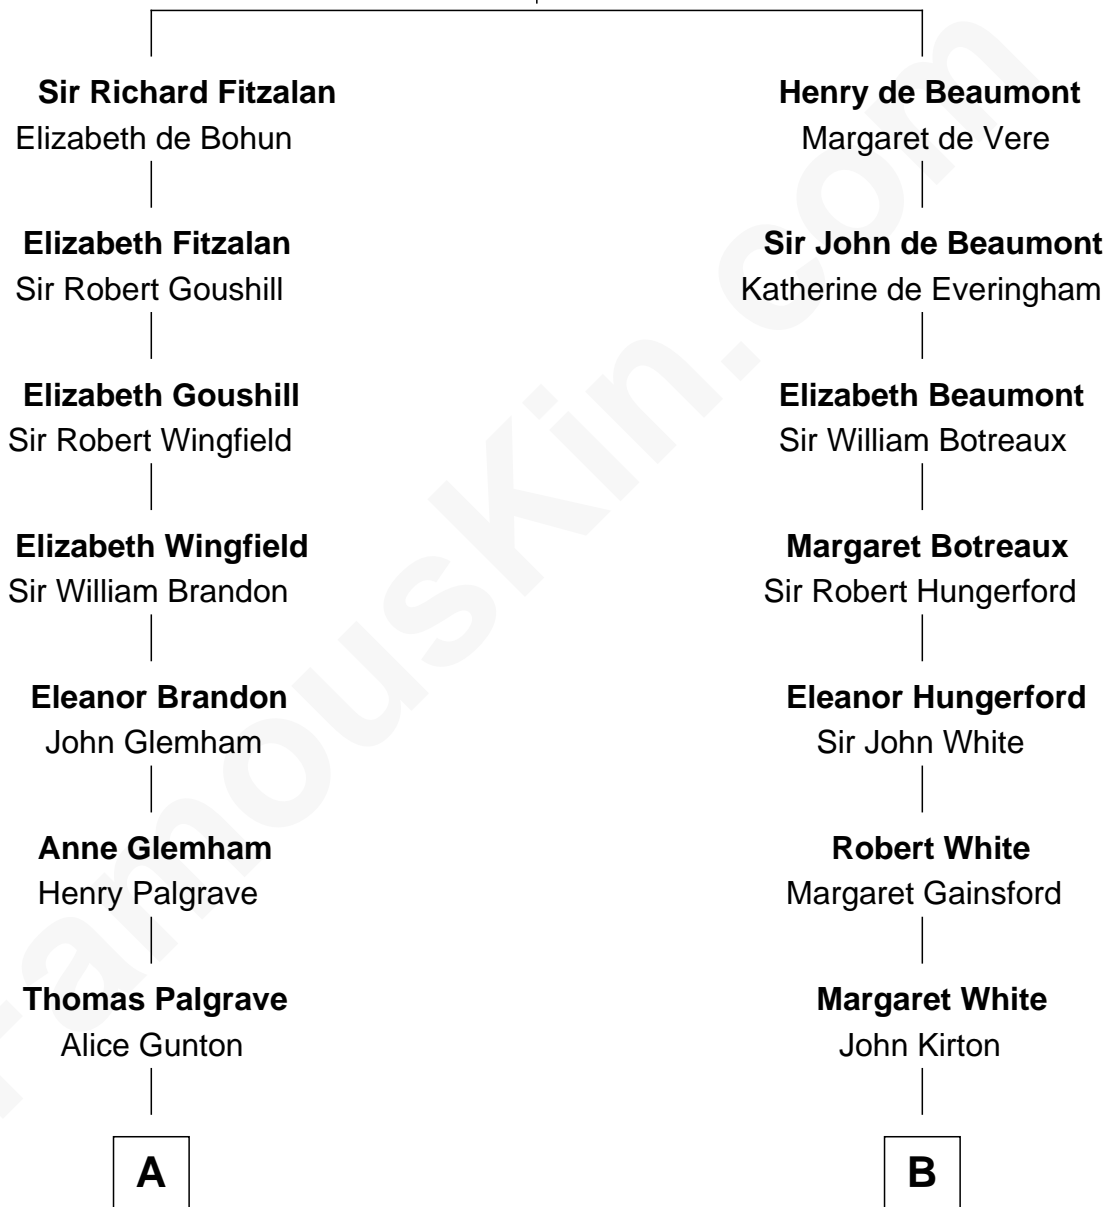 Sir Richard Fitzalan
Elizabeth de Bohun
Elizabeth Fitzalan
Sir Robert Goushill
Elizabeth Goushill
Sir Robert Wingfield
Elizabeth Wingfield
Sir William Brandon
Eleanor Brandon
John Glemham
Anne Glemham
Henry Palgrave
Thomas Palgrave
Alice Gunton
A
Henry de Beaumont
Margaret de Vere
Sir John de Beaumont
Katherine de Everingham
Elizabeth Beaumont
Sir William Botreaux
Margaret Botreaux
Sir Robert Hungerford
Eleanor Hungerford
Sir John White
Robert White
Margaret Gainsford
Margaret White
John Kirton
B
FamousKin.com